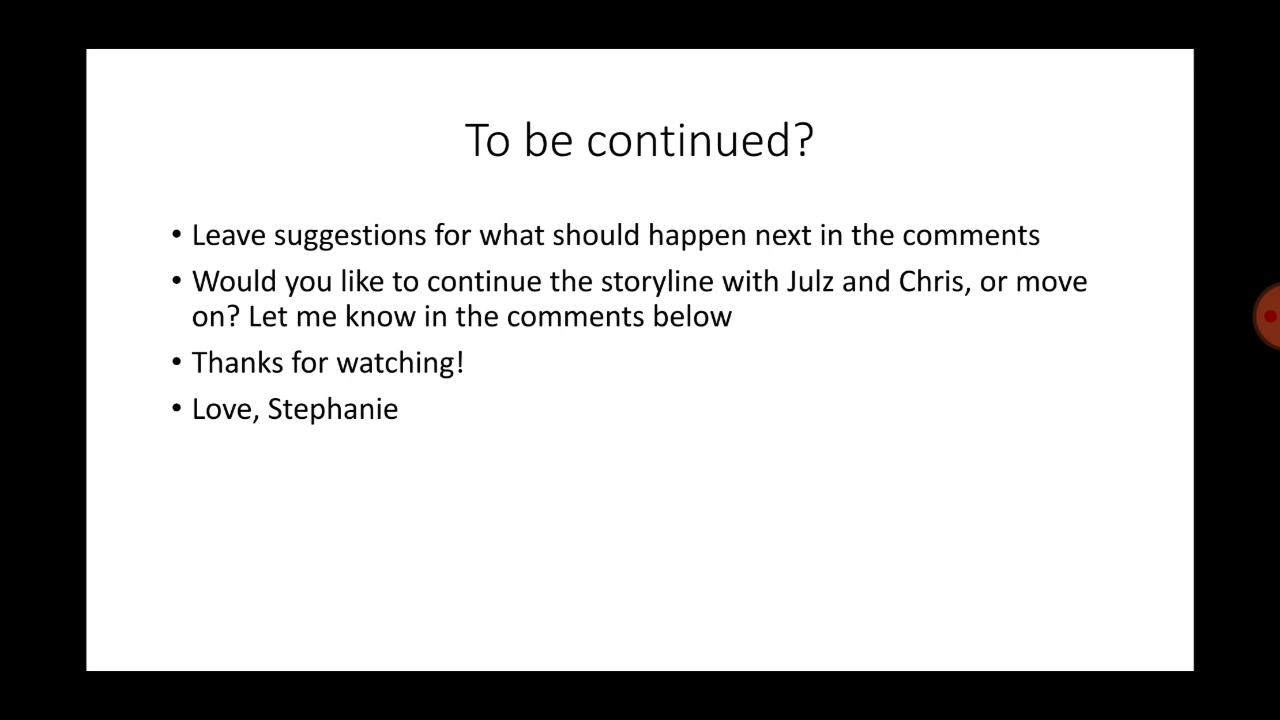 To be continued?
• Leave suggestions for what should happen next in the comments
• Would you like to continue the storyline with Julz and Chris, or move
on? Let me know in the comments below
• Thanks for watching!
• Love, Stephanie